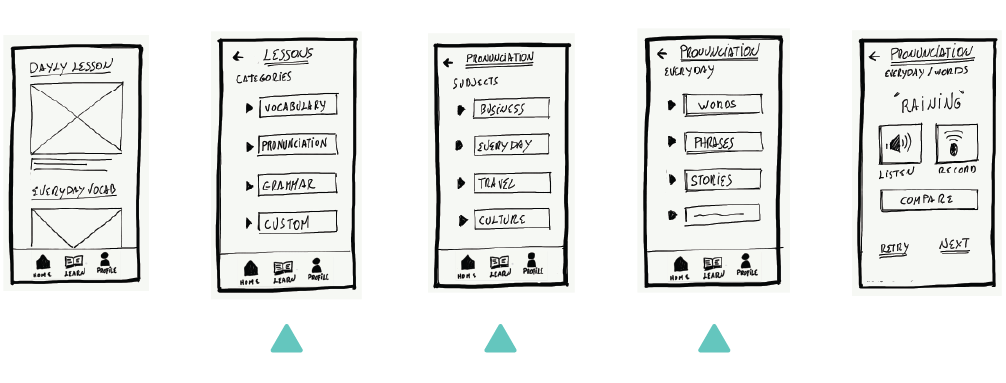 DAYLY LESSON
EVERYDAY VOCAB
HOME LEARN PROFILE
LESSONS
CATEGORIES
VOCABULARY
PRONUNCIATION
GRAMMAR
CUSTOM
HOME LEARN PROFILE
PRONUNCIATION
SUBJECTS
BUSINESS
EVERYDAY
TRAVEL
CULTURE
HOME LEARN PROFILE
PRONUNCIATION
EVERYDAY
WORDS
PHRASES
STORIES
HOME LEARN PROFILE
PRONUNCIATION
EVERYDAY/WORDS
"RAINING"
LISTEN RECORD
COMPARE
RETRY NEXT